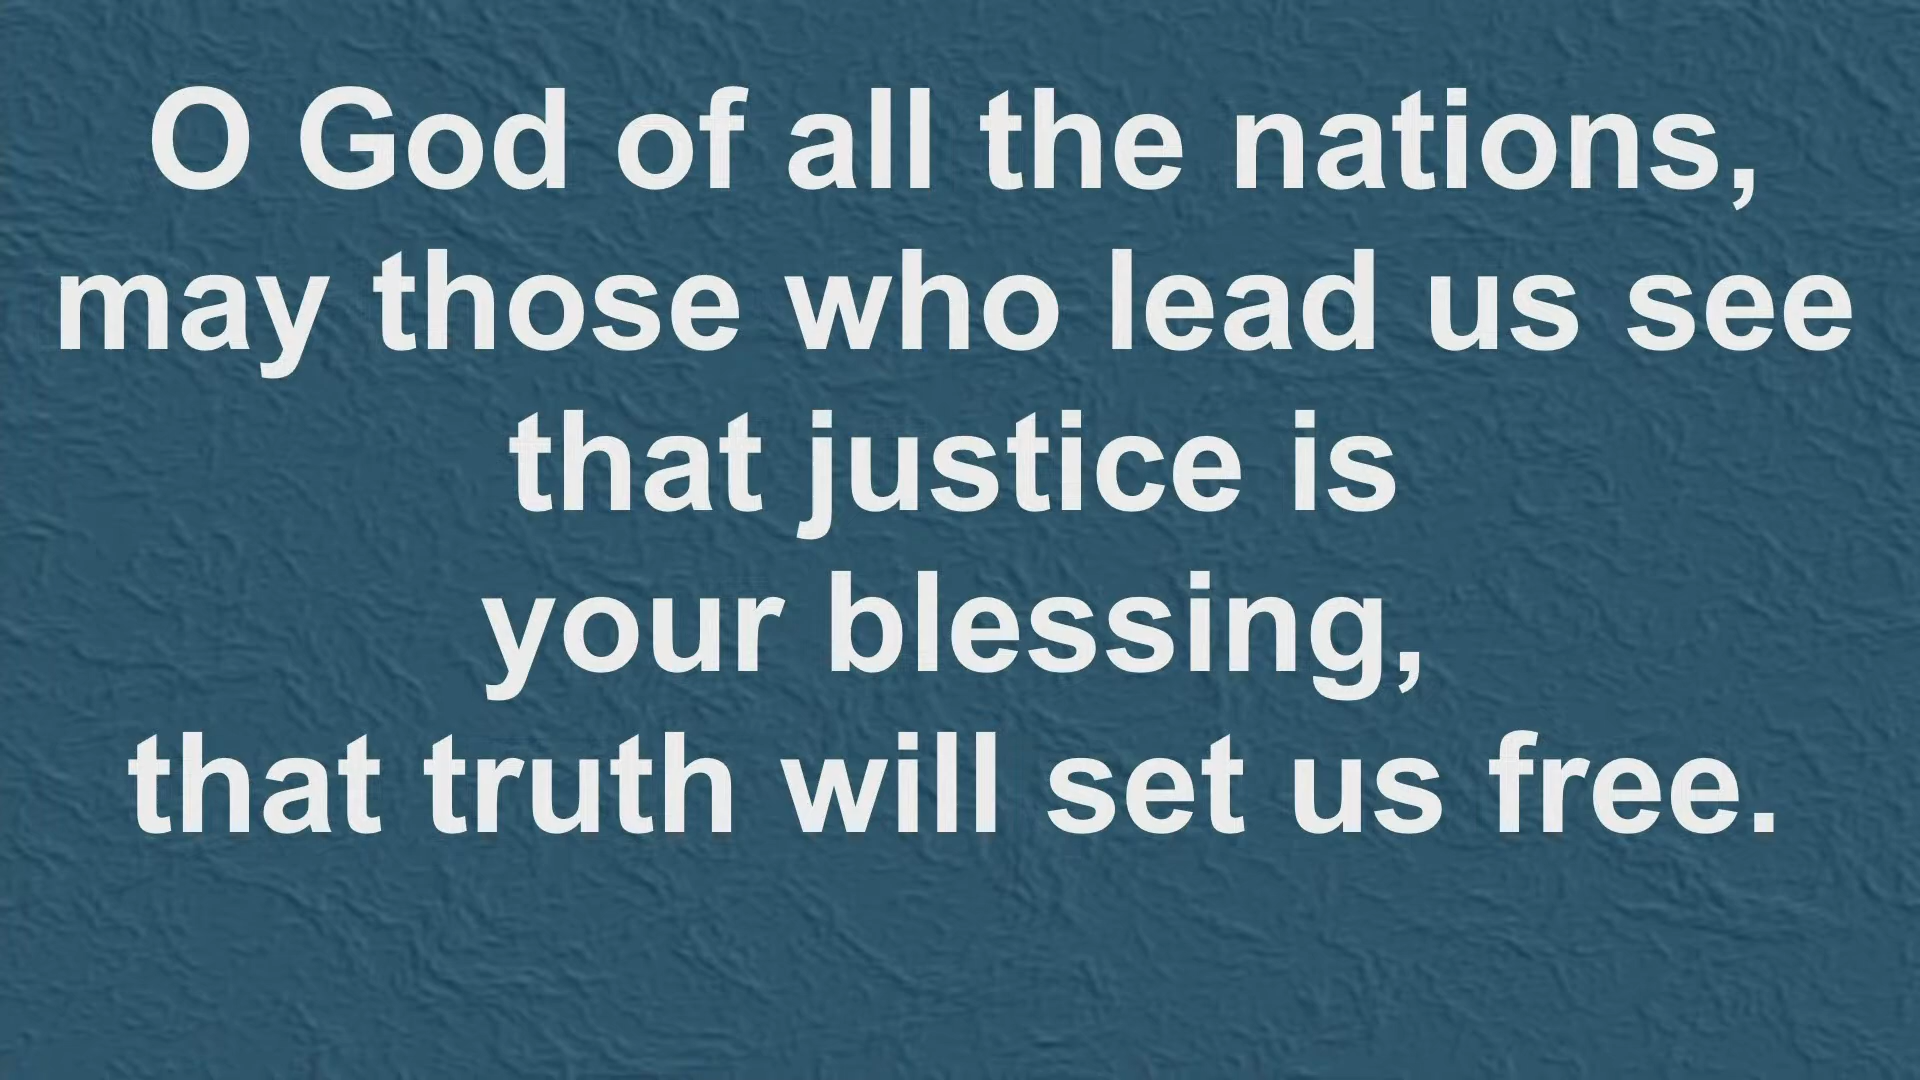 O God of all the nations,
may those who lead us see
that justice is
your blessing,
that truth will set us free.